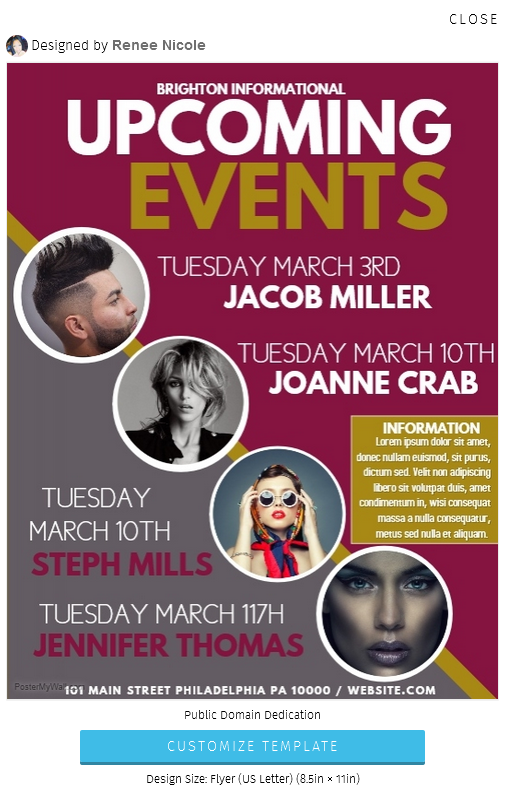 CLOSE
Designed by Renee Nicole
BRIGHTON INFORMATIONAL
UPCOMING
EVENTS
TUESDAY MARCH 3RD
JACOB MILLER
TUESDAY MARCH 10TH
JOANNE CRAB
INFORMATION
Lorem ipsum dolor sit amet,
donec nullam euismod, sit purus,
dictum sed. Velit non adipiscing
libero sit volutpat duis, amet
condimentum in, wisi consequat
massa a nulla consequatur,
metus sed nulla et aliquam.
TUESDAY
MARCH 10TH
STEPH MILLS
TUESDAY MARCH 117H
JENNIFER THOMAS
PosterMyWall.com
101 MAIN STREET PHILADELPHIA PA 10000 / WEBSITE.COM
Public Domain Dedication
CUSTOMIZE TEMPLATE
Design Size: Flyer (US Letter) (8.5in × 11in)